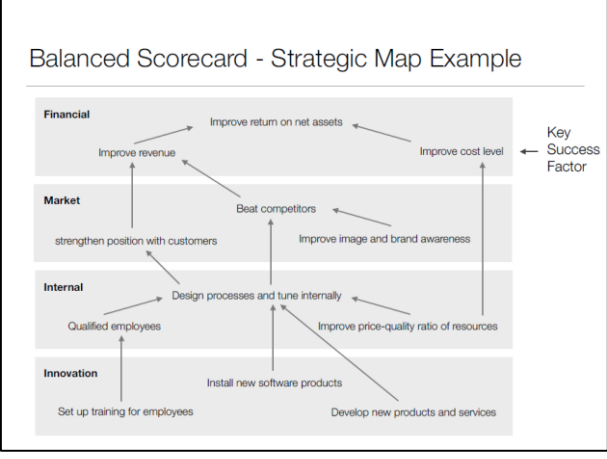 Balanced Scorecard - Strategic Map Example
Financial
Improve return on net assets
Improve revenue
Improve cost level
Key
Success
Factor
Market
Beat competitors
strengthen position with customers
Improve image and brand awareness
Internal
Design processes and tune internally
Qualified employees
Improve price-quality ratio of resources
Innovation
Install new software products
Set up training for employees
Develop new products and services